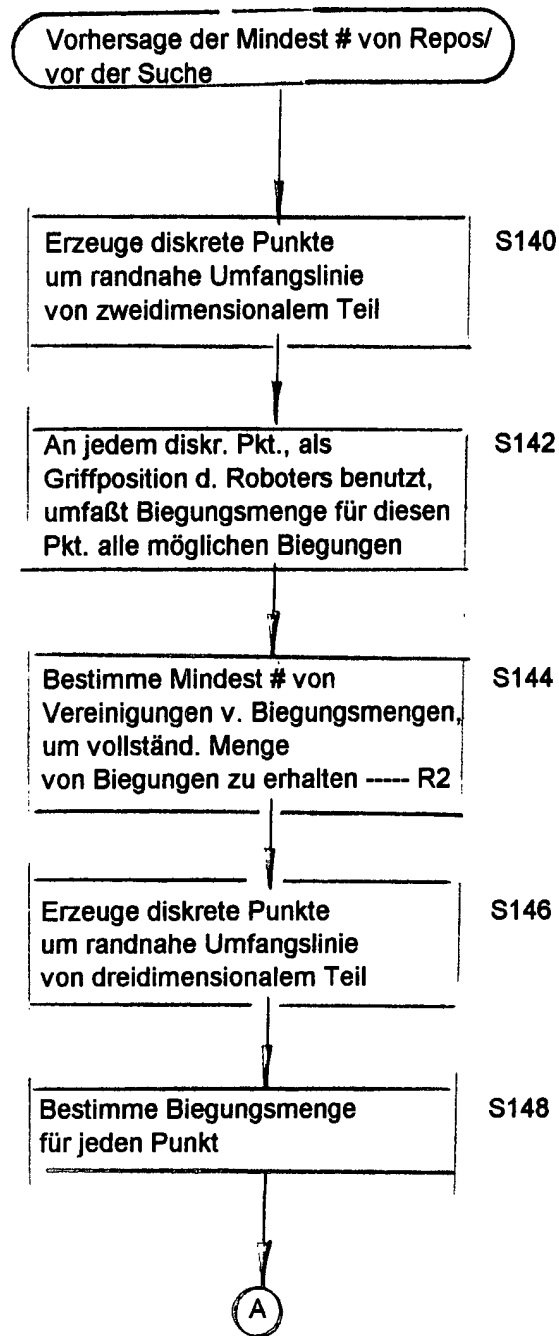 Vorhersage der Mindest # von Repos/
vor der Suche
Erzeuge diskrete Punkte
um randnahe Umfangslinie
von zweidimensionalem Teil
S140
An jedem diskr. Pkt., als
Griffposition d. Roboters benutzt,
umfaßt Biegungsmenge für diesen
Pkt. alle möglichen Biegungen
S142
Bestimme Mindest # von
Vereinigungen v. Biegungsmengen,
um vollständ. Menge
von Biegungen zu erhalten ----- R2
S144
Erzeuge diskrete Punkte
um randnahe Umfangslinie
von dreidimensionalem Teil
S146
Bestimme Biegungsmenge
für jeden Punkt
S148
A